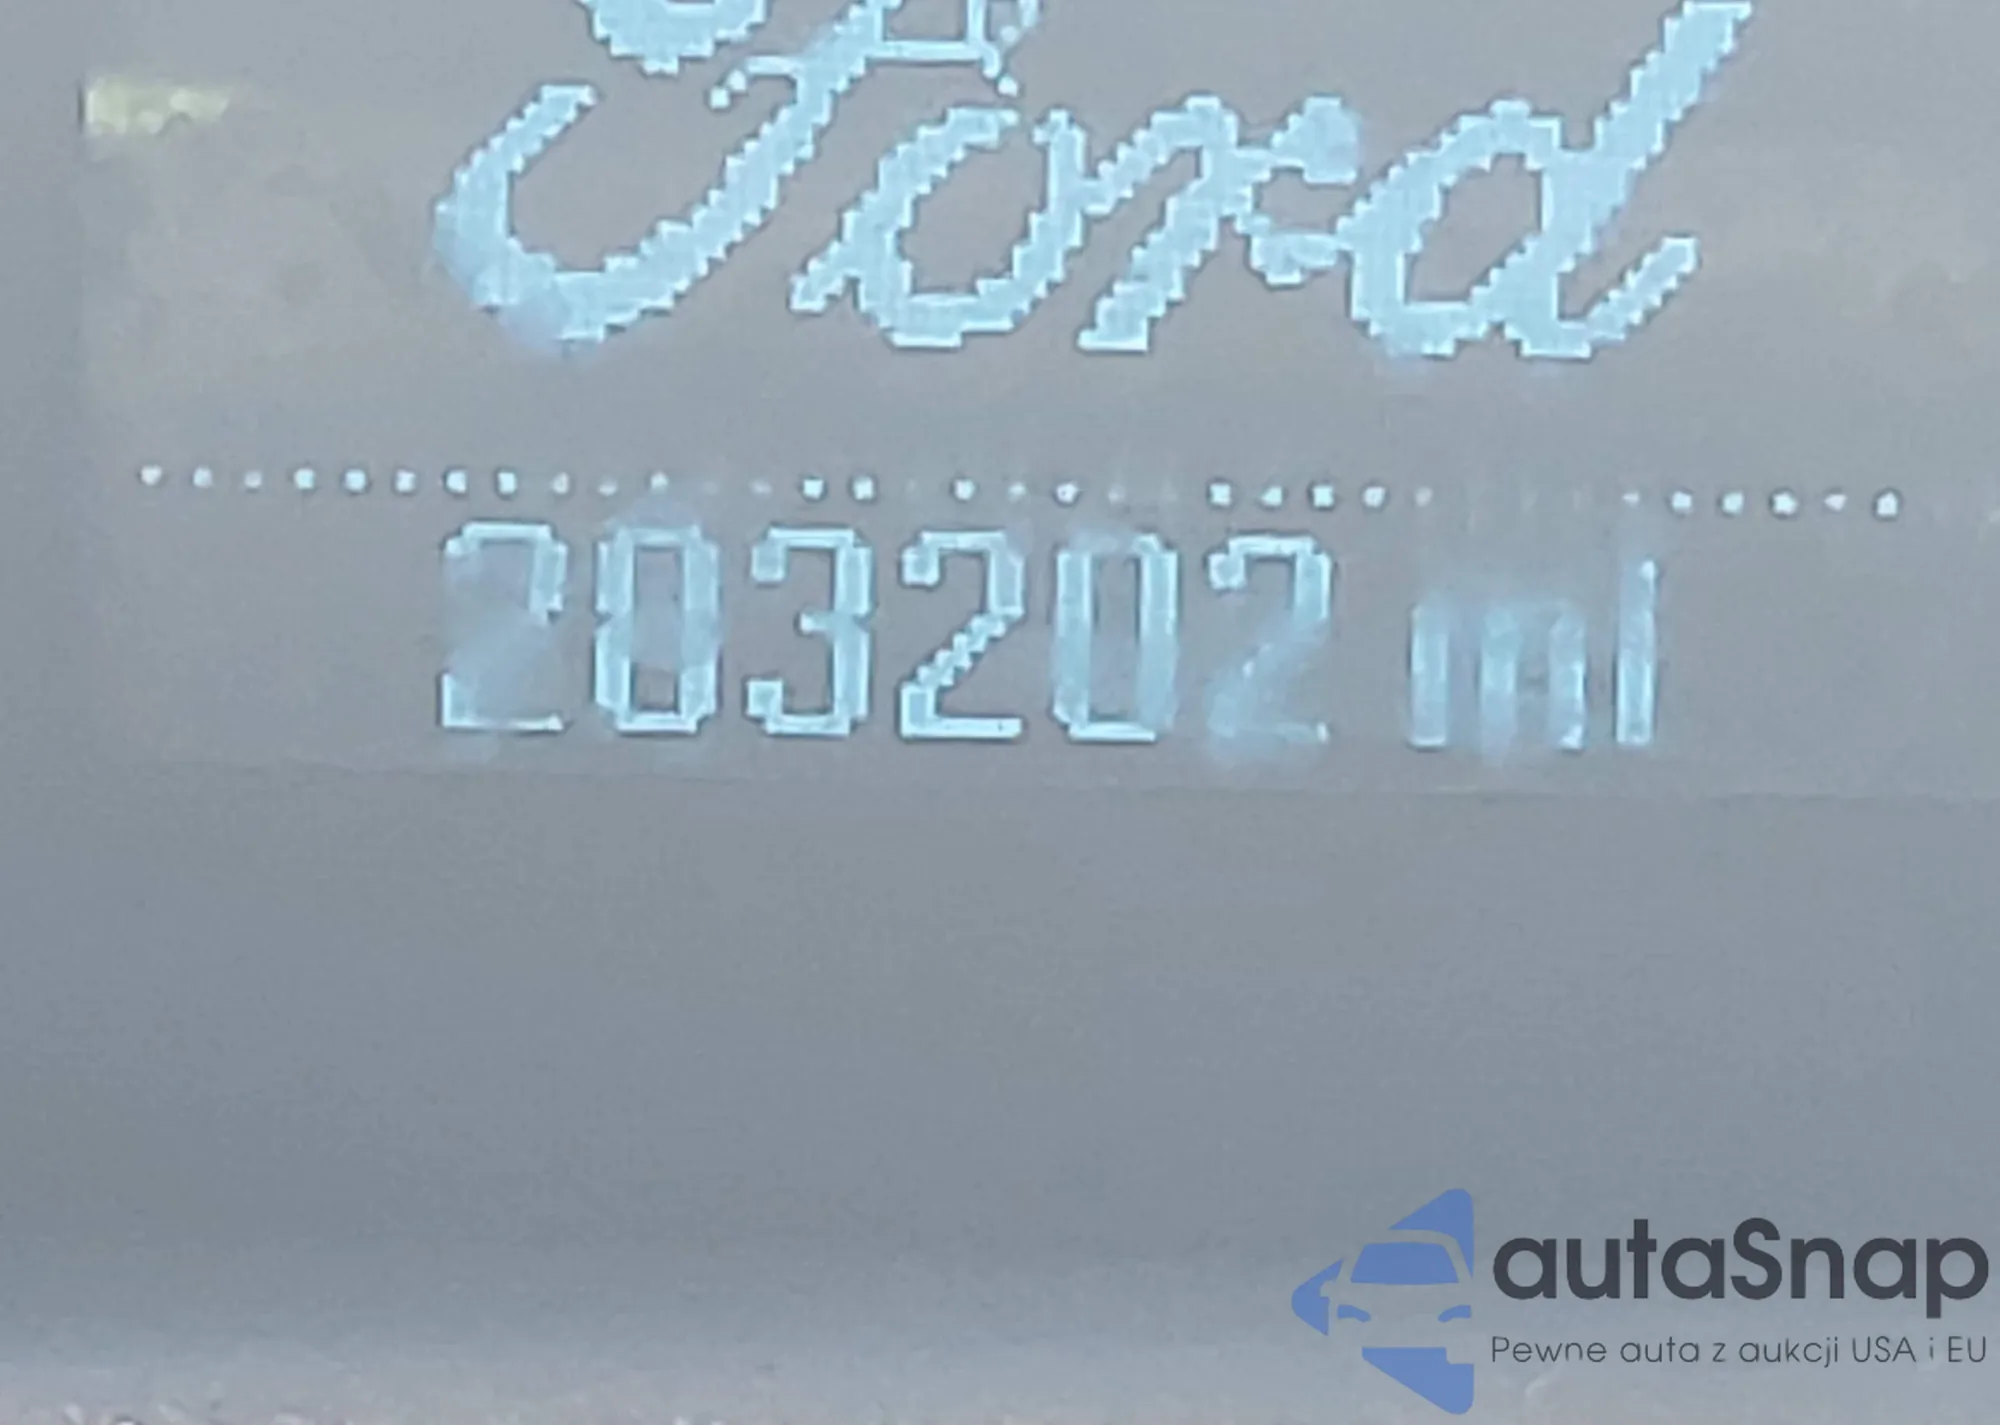 Ford
203202 mi
autaSnap
Pewne auta z aukcji USA i EU